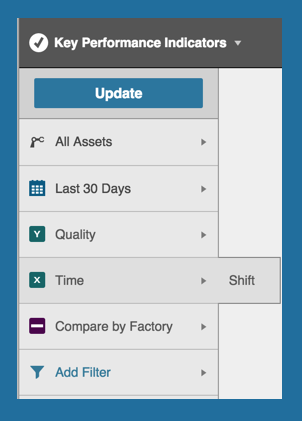 Key Performance Indicators
Update
All Assets
Last 30 Days
Y Quality
X Time
Shift
Compare by Factory
Add Filter